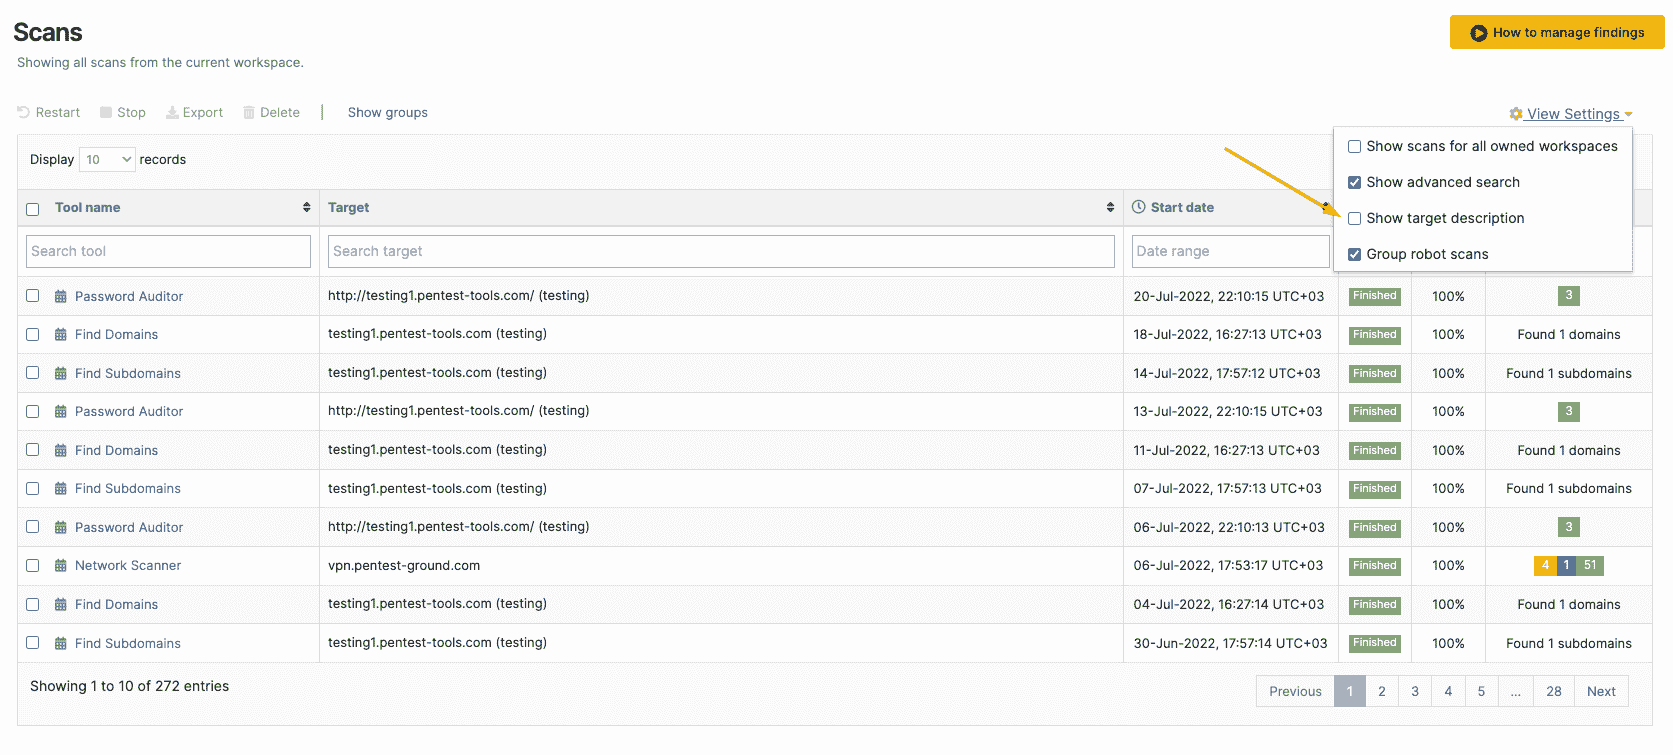 Scans
How to manage findings
Showing all scans from the current workspace.
Restart Stop Export Delete | Show groups View Settings
Show scans for all owned workspaces
Show advanced search
Show target description
Group robot scans
Display 10 records
Tool name Target Start date
Search tool Search target Date range
Password Auditor http://testing1.pentest-tools.com/ (testing) 20-Jul-2022, 22:10:15 UTC+03 Finished 100% 3
Find Domains testing1.pentest-tools.com (testing) 18-Jul-2022, 16:27:13 UTC+03 Finished 100% Found 1 domains
Find Subdomains testing1.pentest-tools.com (testing) 14-Jul-2022, 17:57:12 UTC+03 Finished 100% Found 1 subdomains
Password Auditor http://testing1.pentest-tools.com/ (testing) 13-Jul-2022, 22:10:15 UTC+03 Finished 100% 3
Find Domains testing1.pentest-tools.com (testing) 11-Jul-2022, 16:27:13 UTC+03 Finished 100% Found 1 domains
Find Subdomains testing1.pentest-tools.com (testing) 07-Jul-2022, 17:57:13 UTC+03 Finished 100% Found 1 subdomains
Password Auditor http://testing1.pentest-tools.com/ (testing) 06-Jul-2022, 22:10:13 UTC+03 Finished 100% 3
Network Scanner vpn.pentest-ground.com 06-Jul-2022, 17:53:17 UTC+03 Finished 100% 4 1 51
Find Domains testing1.pentest-tools.com (testing) 04-Jul-2022, 16:27:14 UTC+03 Finished 100% Found 1 domains
Find Subdomains testing1.pentest-tools.com (testing) 30-Jun-2022, 17:57:14 UTC+03 Finished 100% Found 1 subdomains
Showing 1 to 10 of 272 entries
Previous 1 2 3 4 5 ... 28 Next